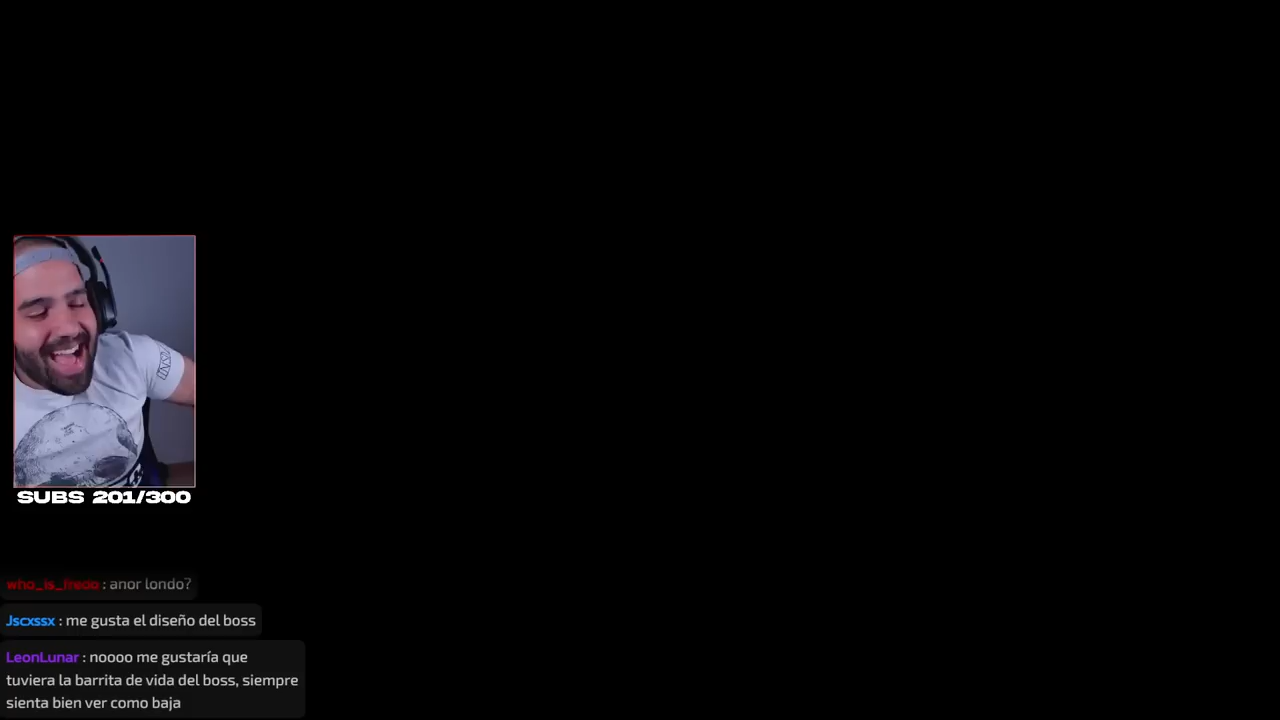 SUBS 201/300
who_is_fredo : anor londo?
Jscxssx : me gusta el diseño del boss
LeonLunar : noooo me gustaría que
tuviera la barrita de vida del boss, siempre
sienta bien ver como baja